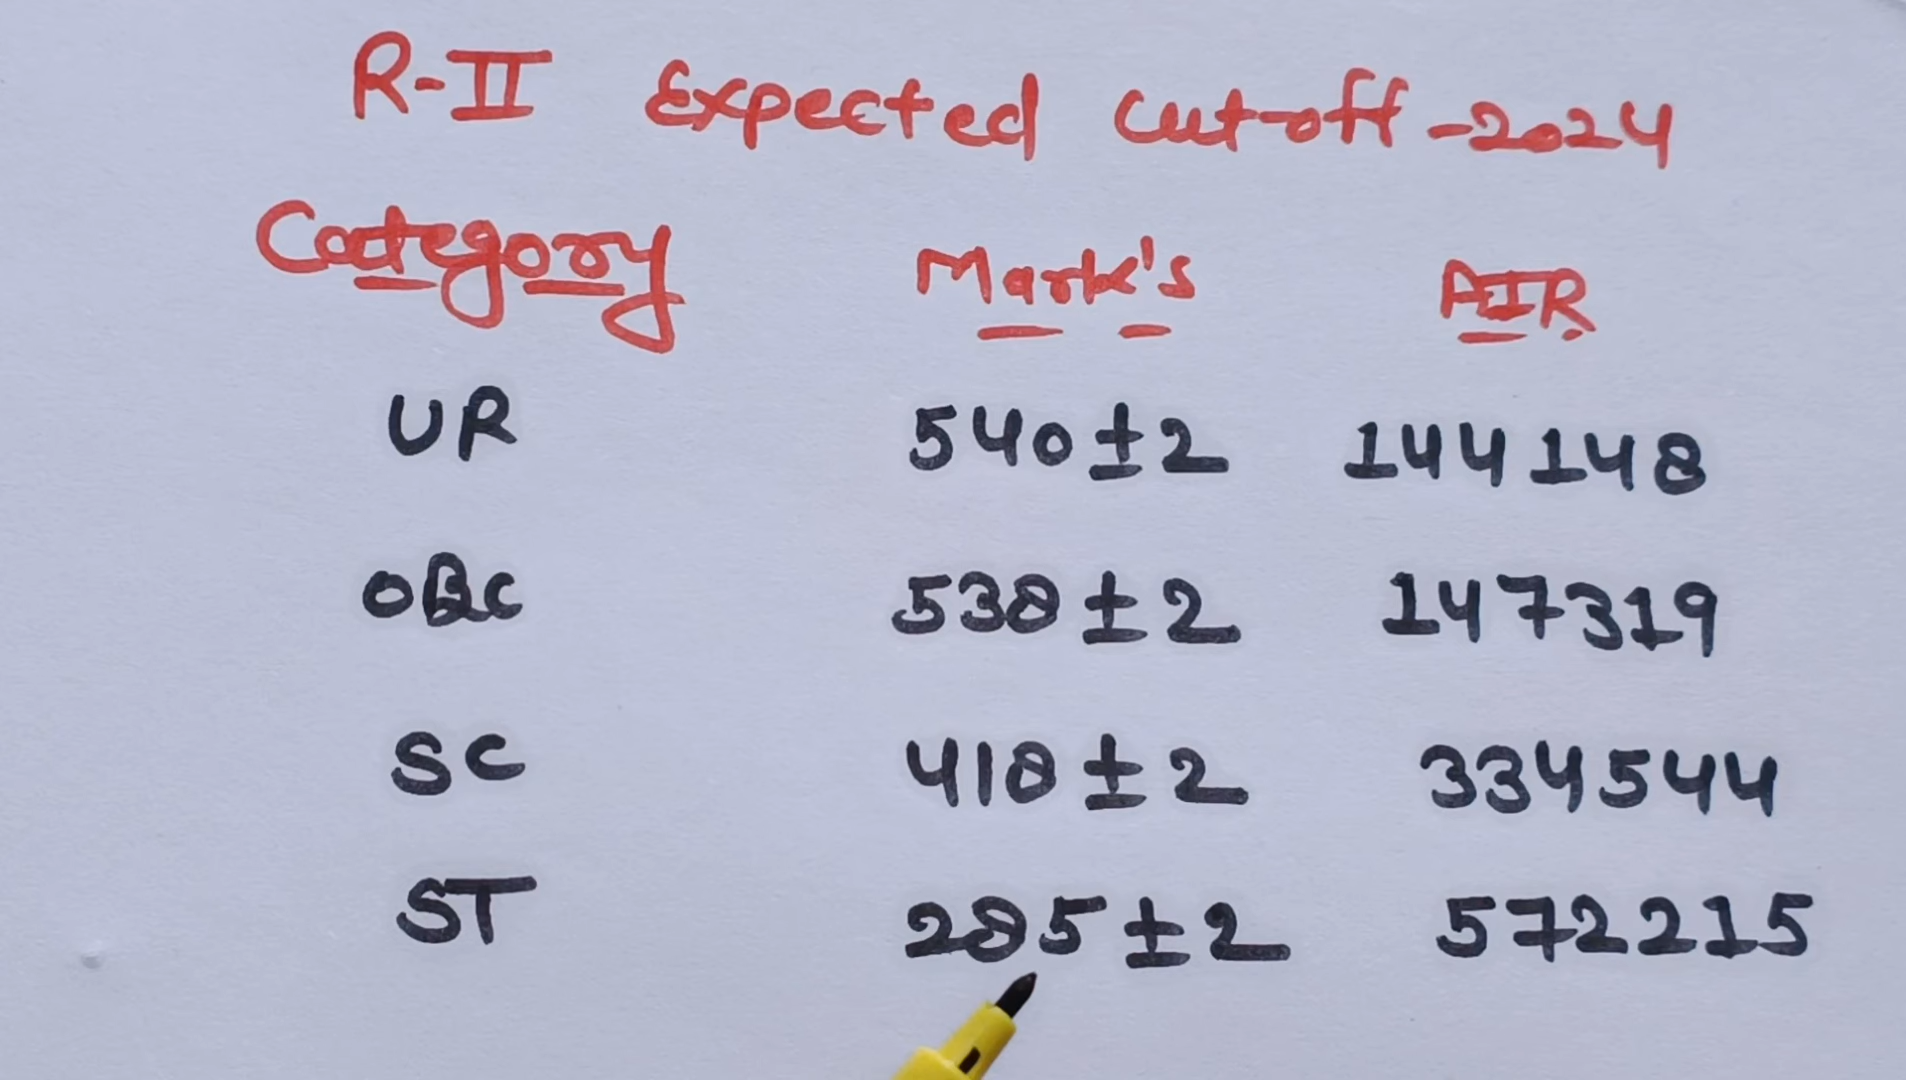 R-II Expected cut-off-2024
Category Mark's AIR
UR 540±2 144148
OBC 538±2 147319
SC 418±2 334544
ST 285±2 572215